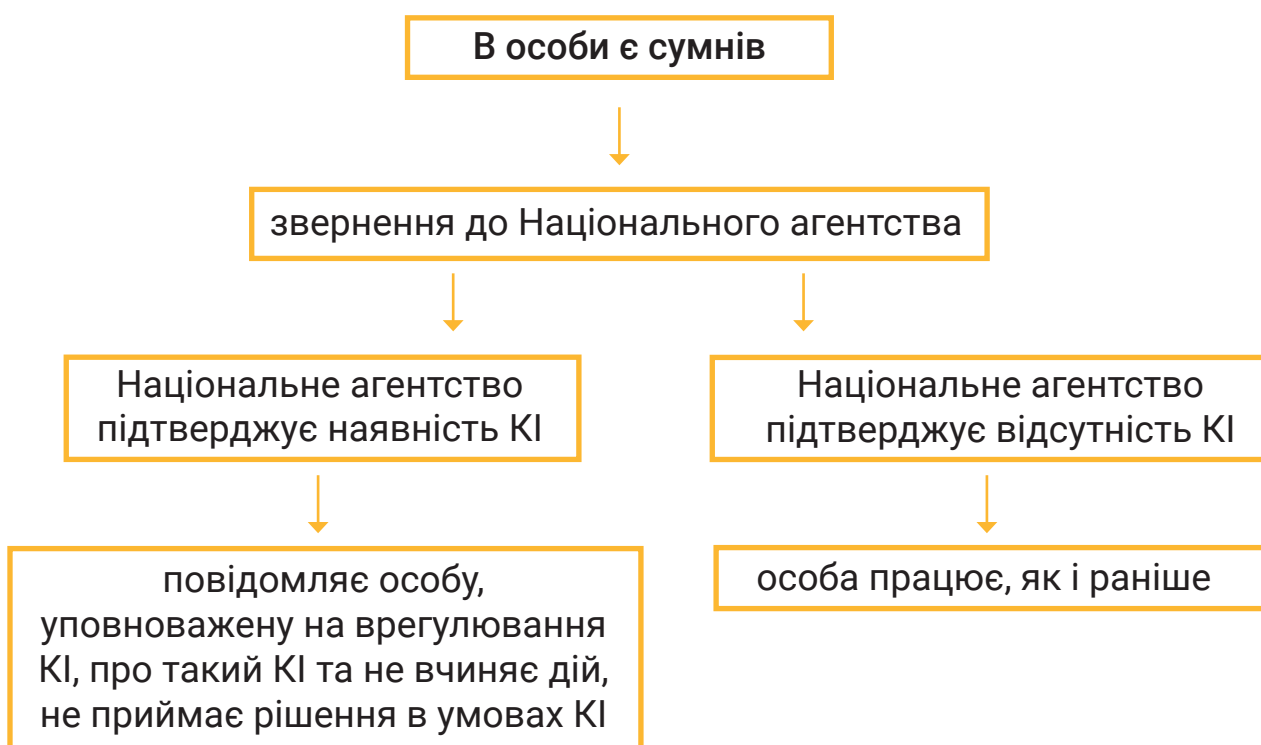 В особи є сумнів
звернення до Національного агентства
Національне агентство
підтверджує наявність КІ
Національне агентство
підтверджує відсутність КІ
повідомляє особу,
уповноважену на врегулювання
КІ, про такий КІ та не вчиняє дій,
не приймає рішення в умовах КІ
особа працює, як і раніше